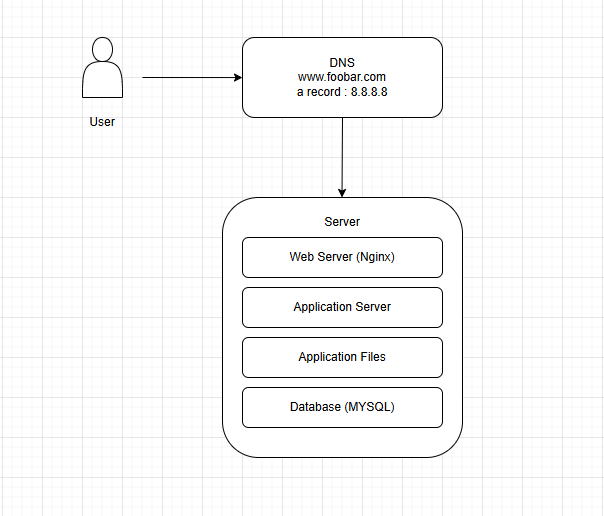 DNS
www.foobar.com
a record : 8.8.8.8
User
Server
Web Server (Nginx)
Application Server
Application Files
Database (MYSQL)